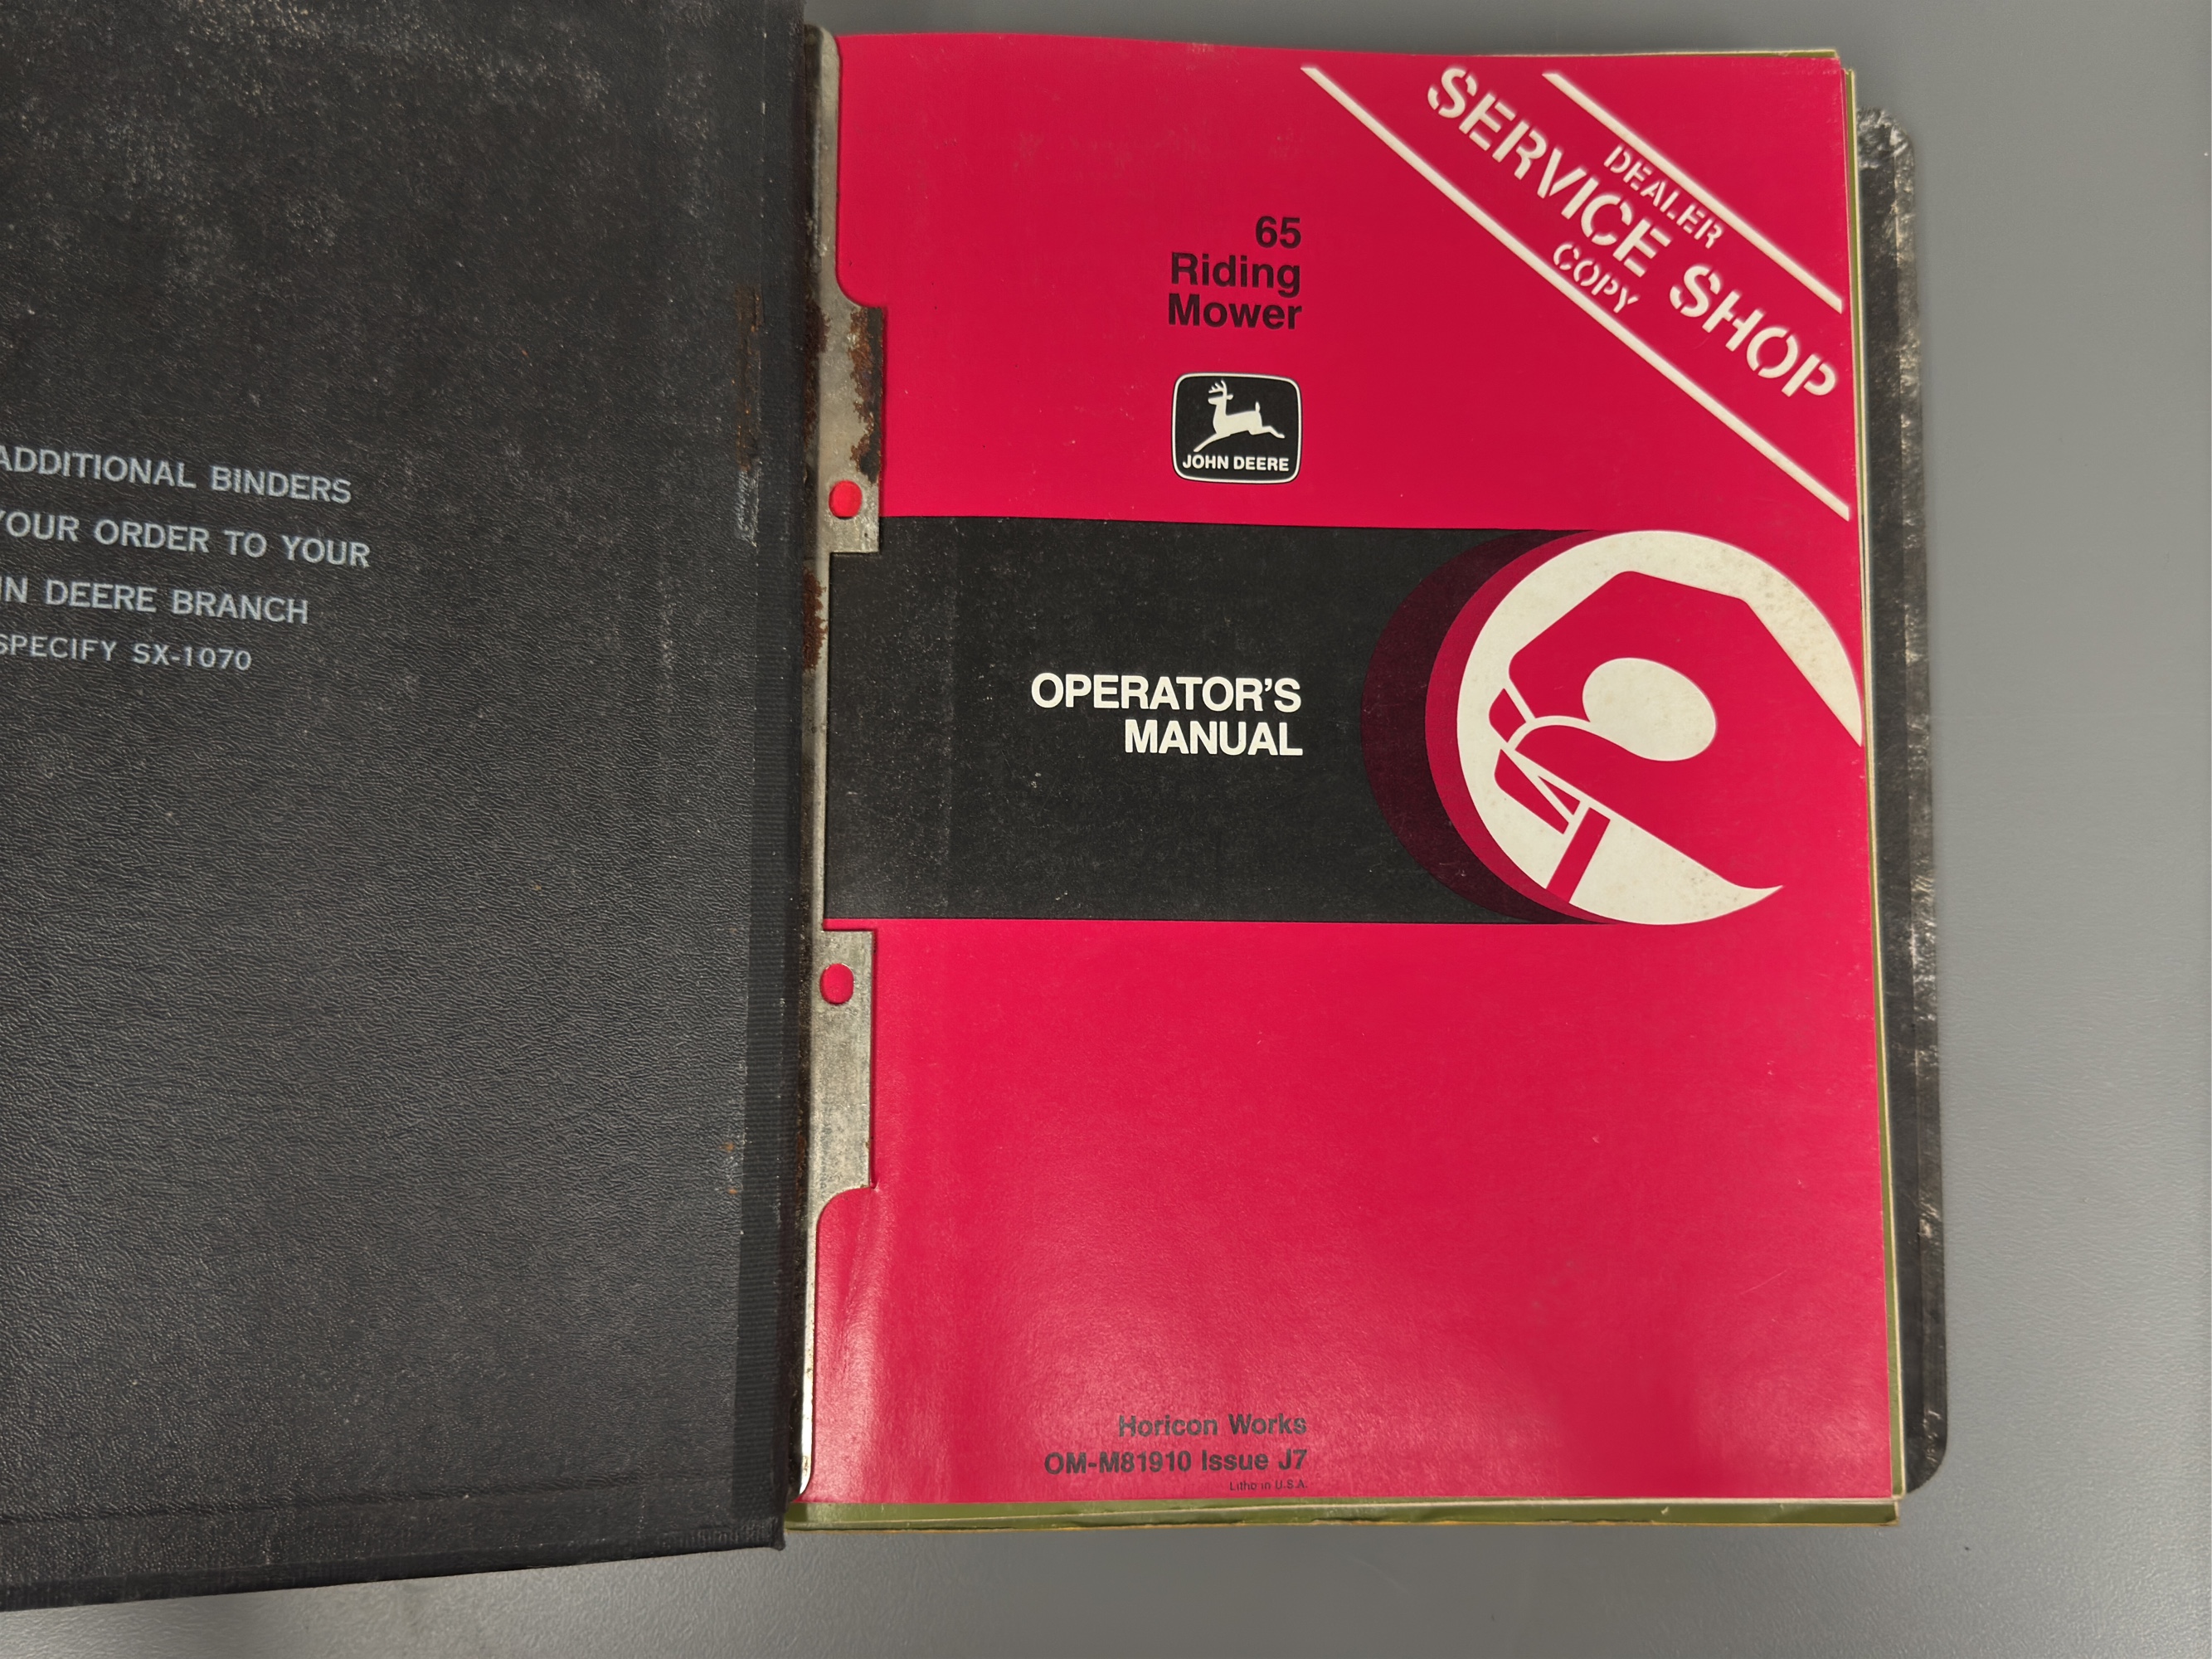 ADDITIONAL BINDERS
YOUR ORDER TO YOUR
DEERE BRANCH
SPECIFY SX-1070
DEALER
SERVICE SHOP
COPY
65
Riding
Mower
JOHN DEERE
OPERATOR'S
MANUAL
Horicon Works
OM-M81910 Issue J7
Litho in U.S.A.